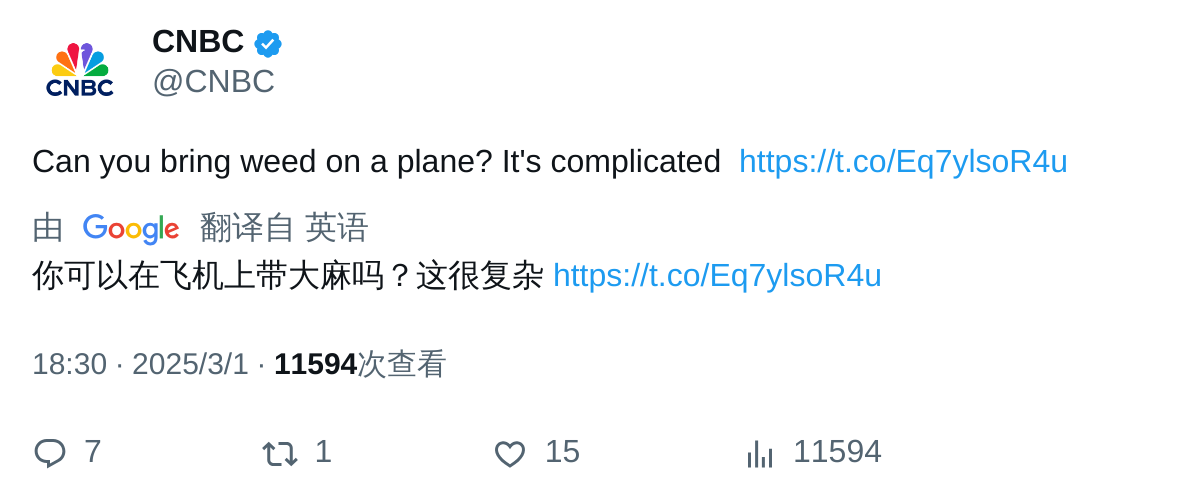 CNBC
@CNBC
CNBC
Can you bring weed on a plane? It's complicated https://t.co/Eq7ylsoR4u
由 Google 翻译自 英语
你可以在飞机上带大麻吗？这很复杂 https://t.co/Eq7ylsoR4u
18:30 · 2025/3/1 · 11594次查看
7 1 15 11594